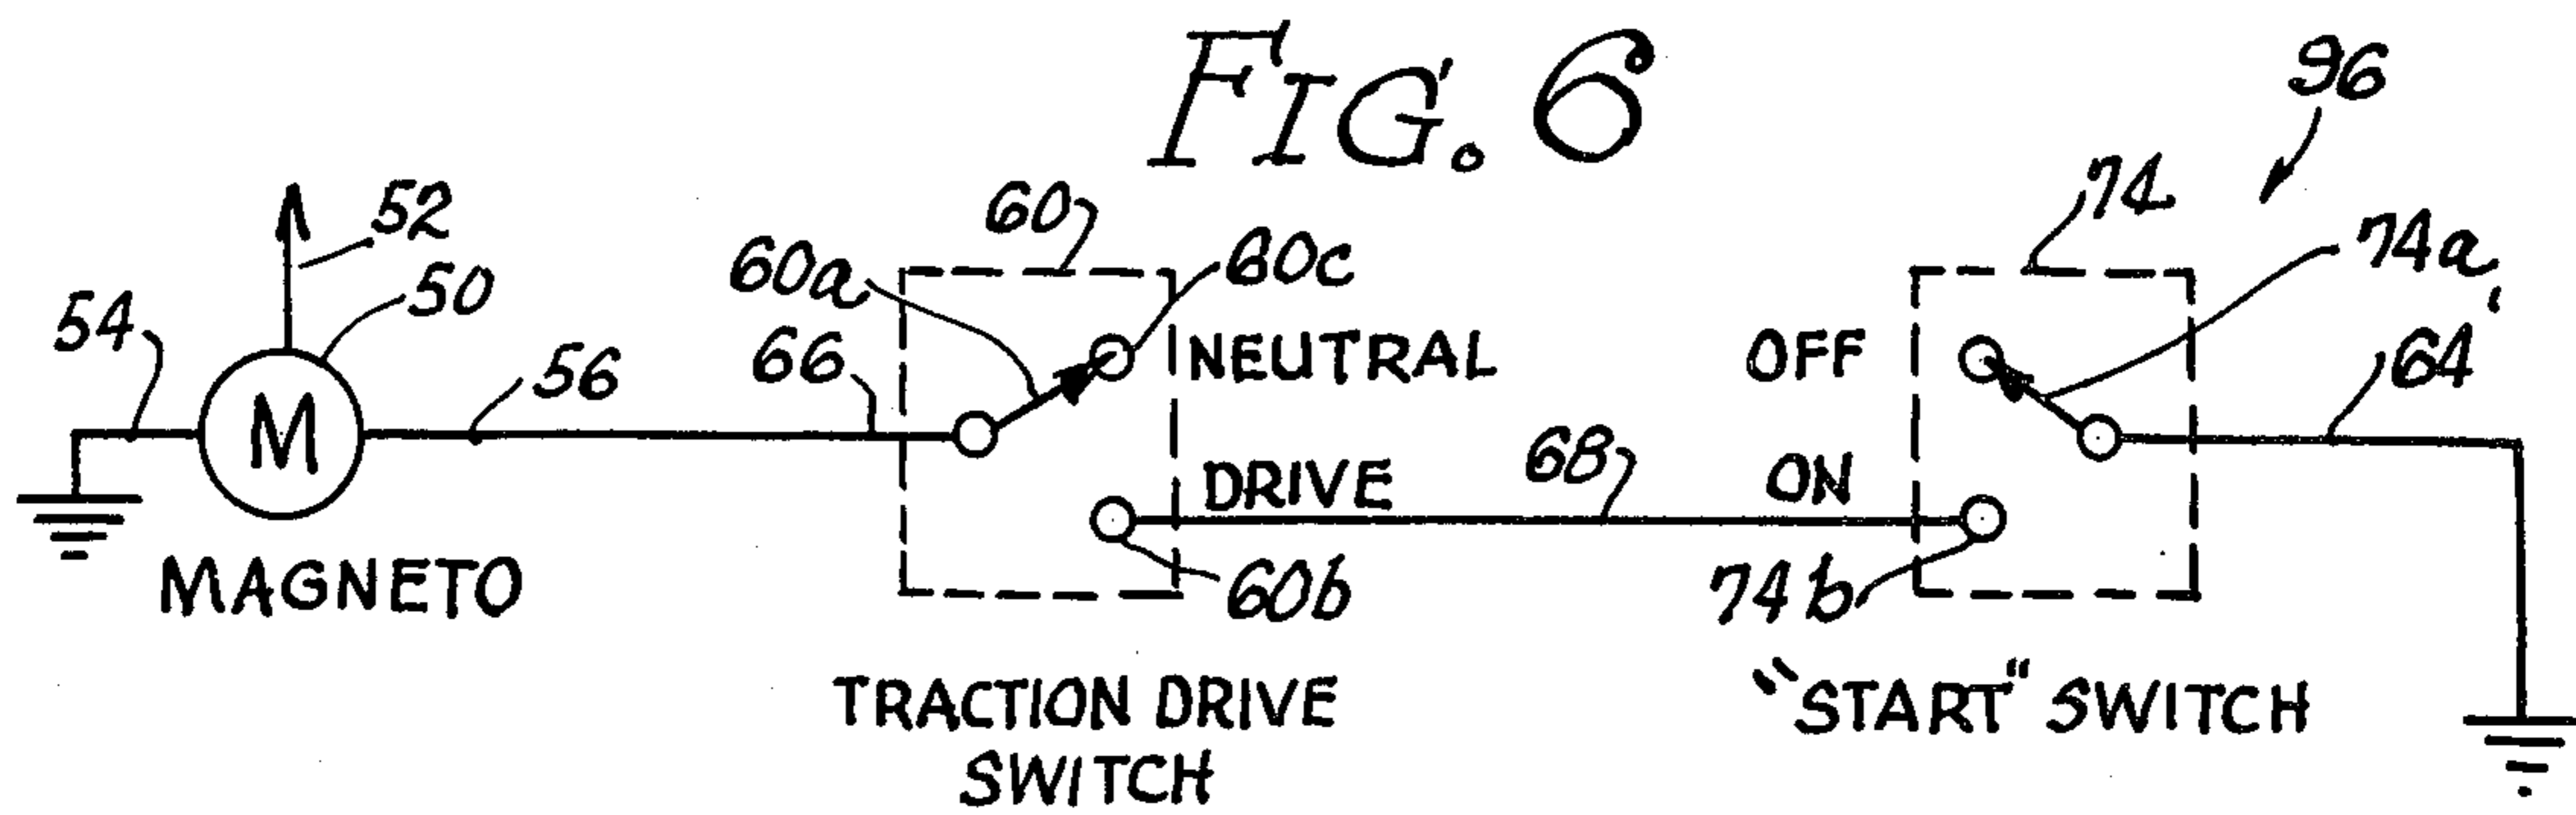 FIG. 6
96
52
50
54
56
M
MAGNETO
60
60a
60c
66
NEUTRAL
DRIVE
60b
68
TRACTION DRIVE
SWITCH
74
74a
OFF
ON
74b
64'
"START" SWITCH